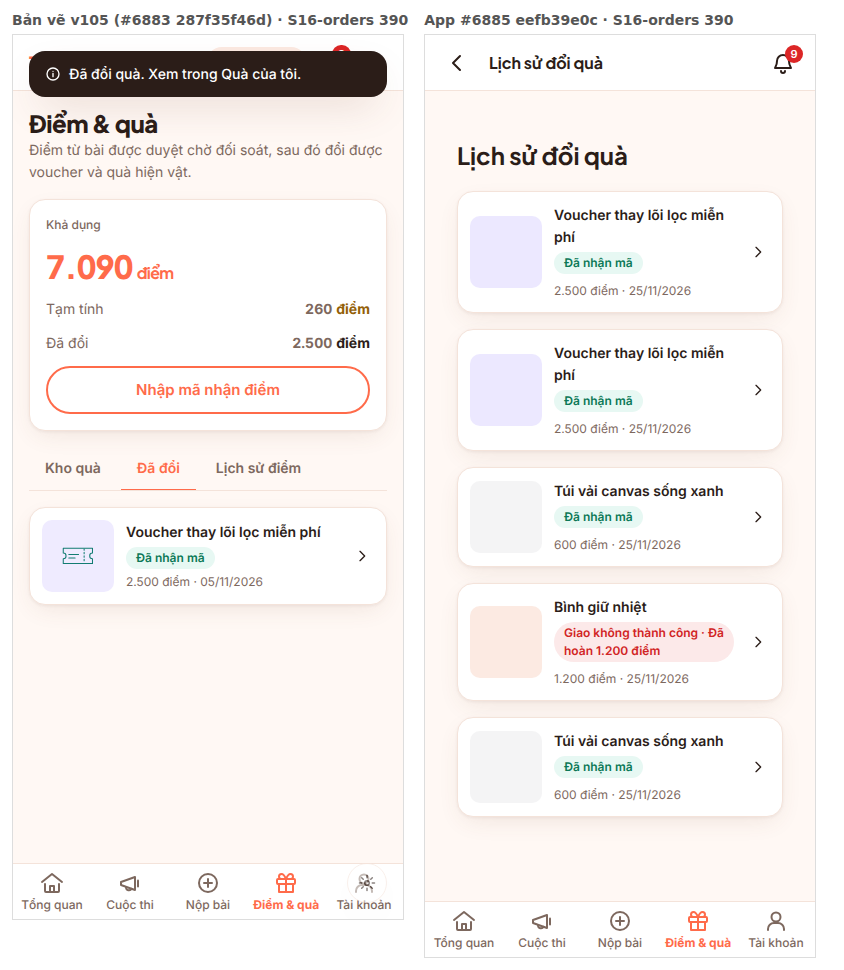 Bản vẽ v105 (#6883 287f35f46d) · S16-orders 390
Đã đổi quà. Xem trong Quà của tôi.
Điểm & quà
Điểm từ bài được duyệt chờ đối soát, sau đó đổi được
voucher và quà hiện vật.
Khả dụng
7.090 điểm
Tạm tính 260 điểm
Đã đổi 2.500 điểm
Nhập mã nhận điểm
Kho quà Đã đổi Lịch sử điểm
Voucher thay lõi lọc miễn phí
Đã nhận mã
2.500 điểm · 05/11/2026
Tổng quan Cuộc thi Nộp bài Điểm & quà Tài khoản
App #6885 eefb39e0c · S16-orders 390
Lịch sử đổi quà
9
Lịch sử đổi quà
Voucher thay lõi lọc miễn
phí
Đã nhận mã
2.500 điểm · 25/11/2026
Voucher thay lõi lọc miễn
phí
Đã nhận mã
2.500 điểm · 25/11/2026
Túi vải canvas sống xanh
Đã nhận mã
600 điểm · 25/11/2026
Bình giữ nhiệt
Giao không thành công · Đã
hoàn 1.200 điểm
1.200 điểm · 25/11/2026
Túi vải canvas sống xanh
Đã nhận mã
600 điểm · 25/11/2026
Tổng quan Cuộc thi Nộp bài Điểm & quà Tài khoản